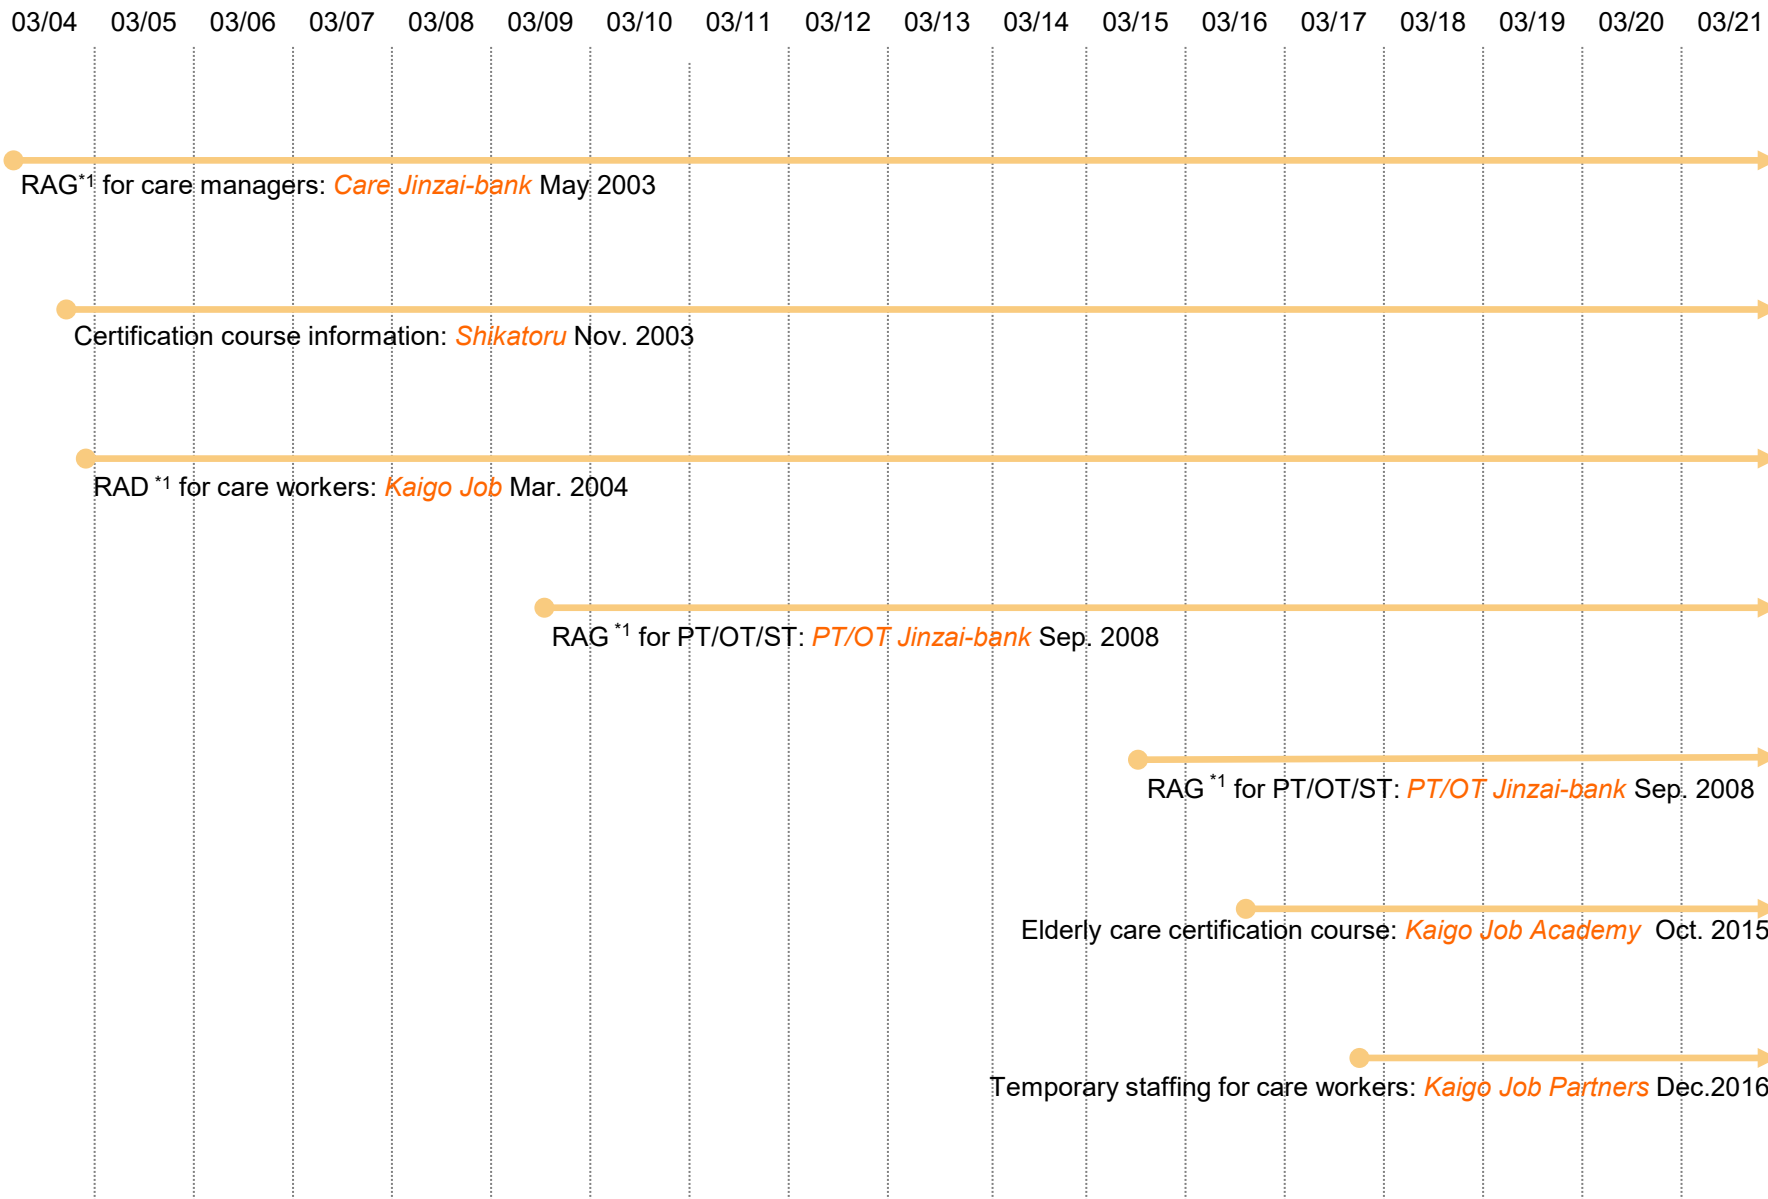 03/04 03/05 03/06 03/07 03/08 03/09 03/10 03/11 03/12 03/13 03/14 03/15 03/16 03/17 03/18 03/19 03/20 03/21
RAG*1 for care managers: Care Jinzai-bank May 2003
Certification course information: Shikatoru Nov. 2003
RAD *1 for care workers: Kaigo Job Mar. 2004
RAG *1 for PT/OT/ST: PT/OT Jinzai-bank Sep. 2008
RAG *1 for PT/OT/ST: PT/OT Jinzai-bank Sep. 2008
Elderly care certification course: Kaigo Job Academy Oct. 2015
Temporary staffing for care workers: Kaigo Job Partners Dec.2016